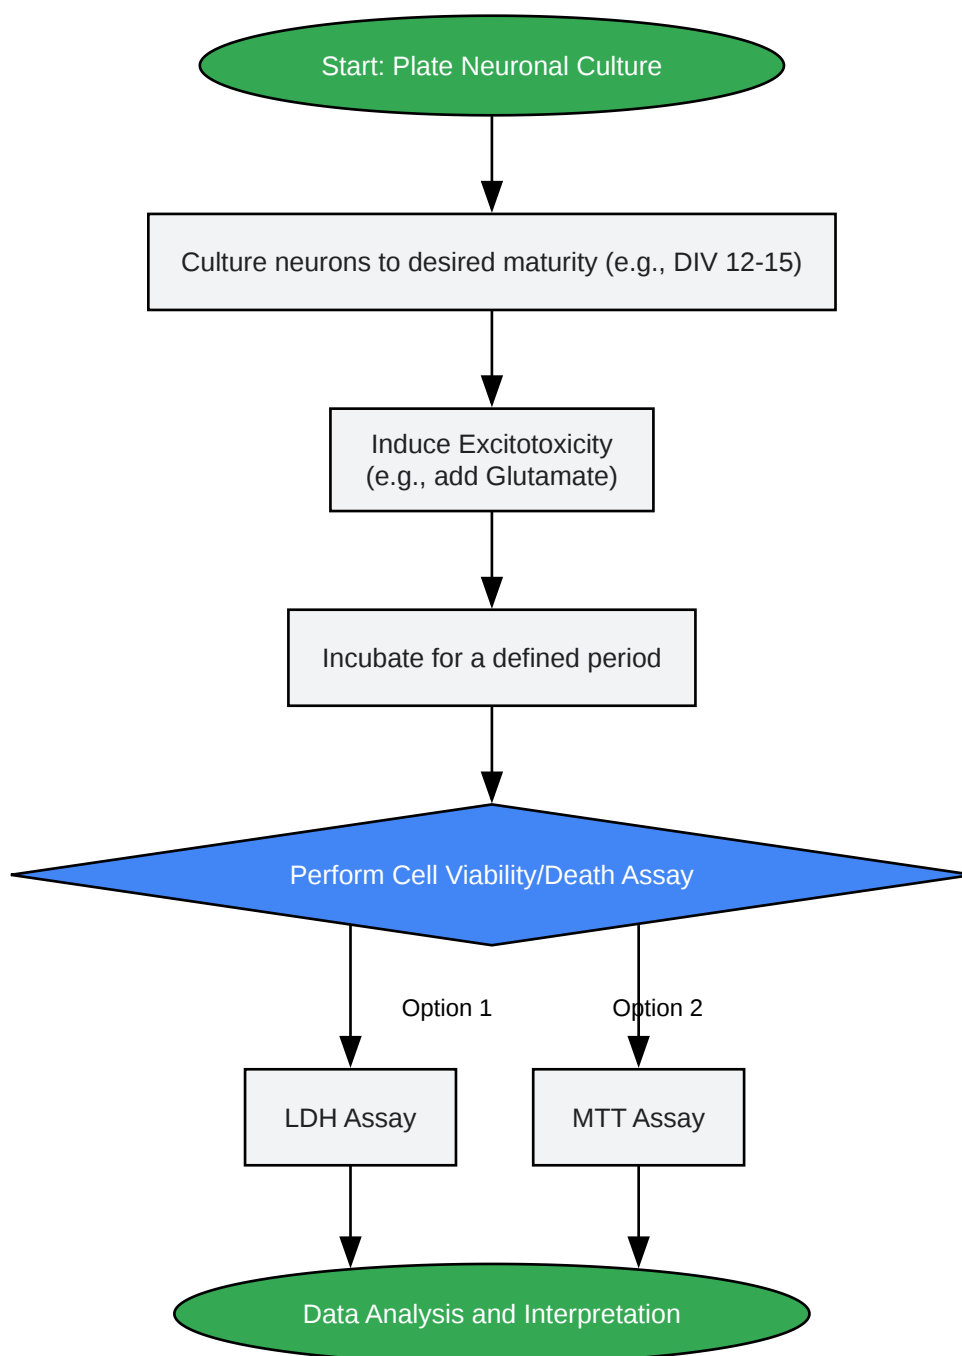 Start: Plate Neuronal Culture
Culture neurons to desired maturity (e.g., DIV 12-15)
Induce Excitotoxicity
(e.g., add Glutamate)
Incubate for a defined period
Perform Cell Viability/Death Assay
Option 1
Option 2
LDH Assay
MTT Assay
Data Analysis and Interpretation